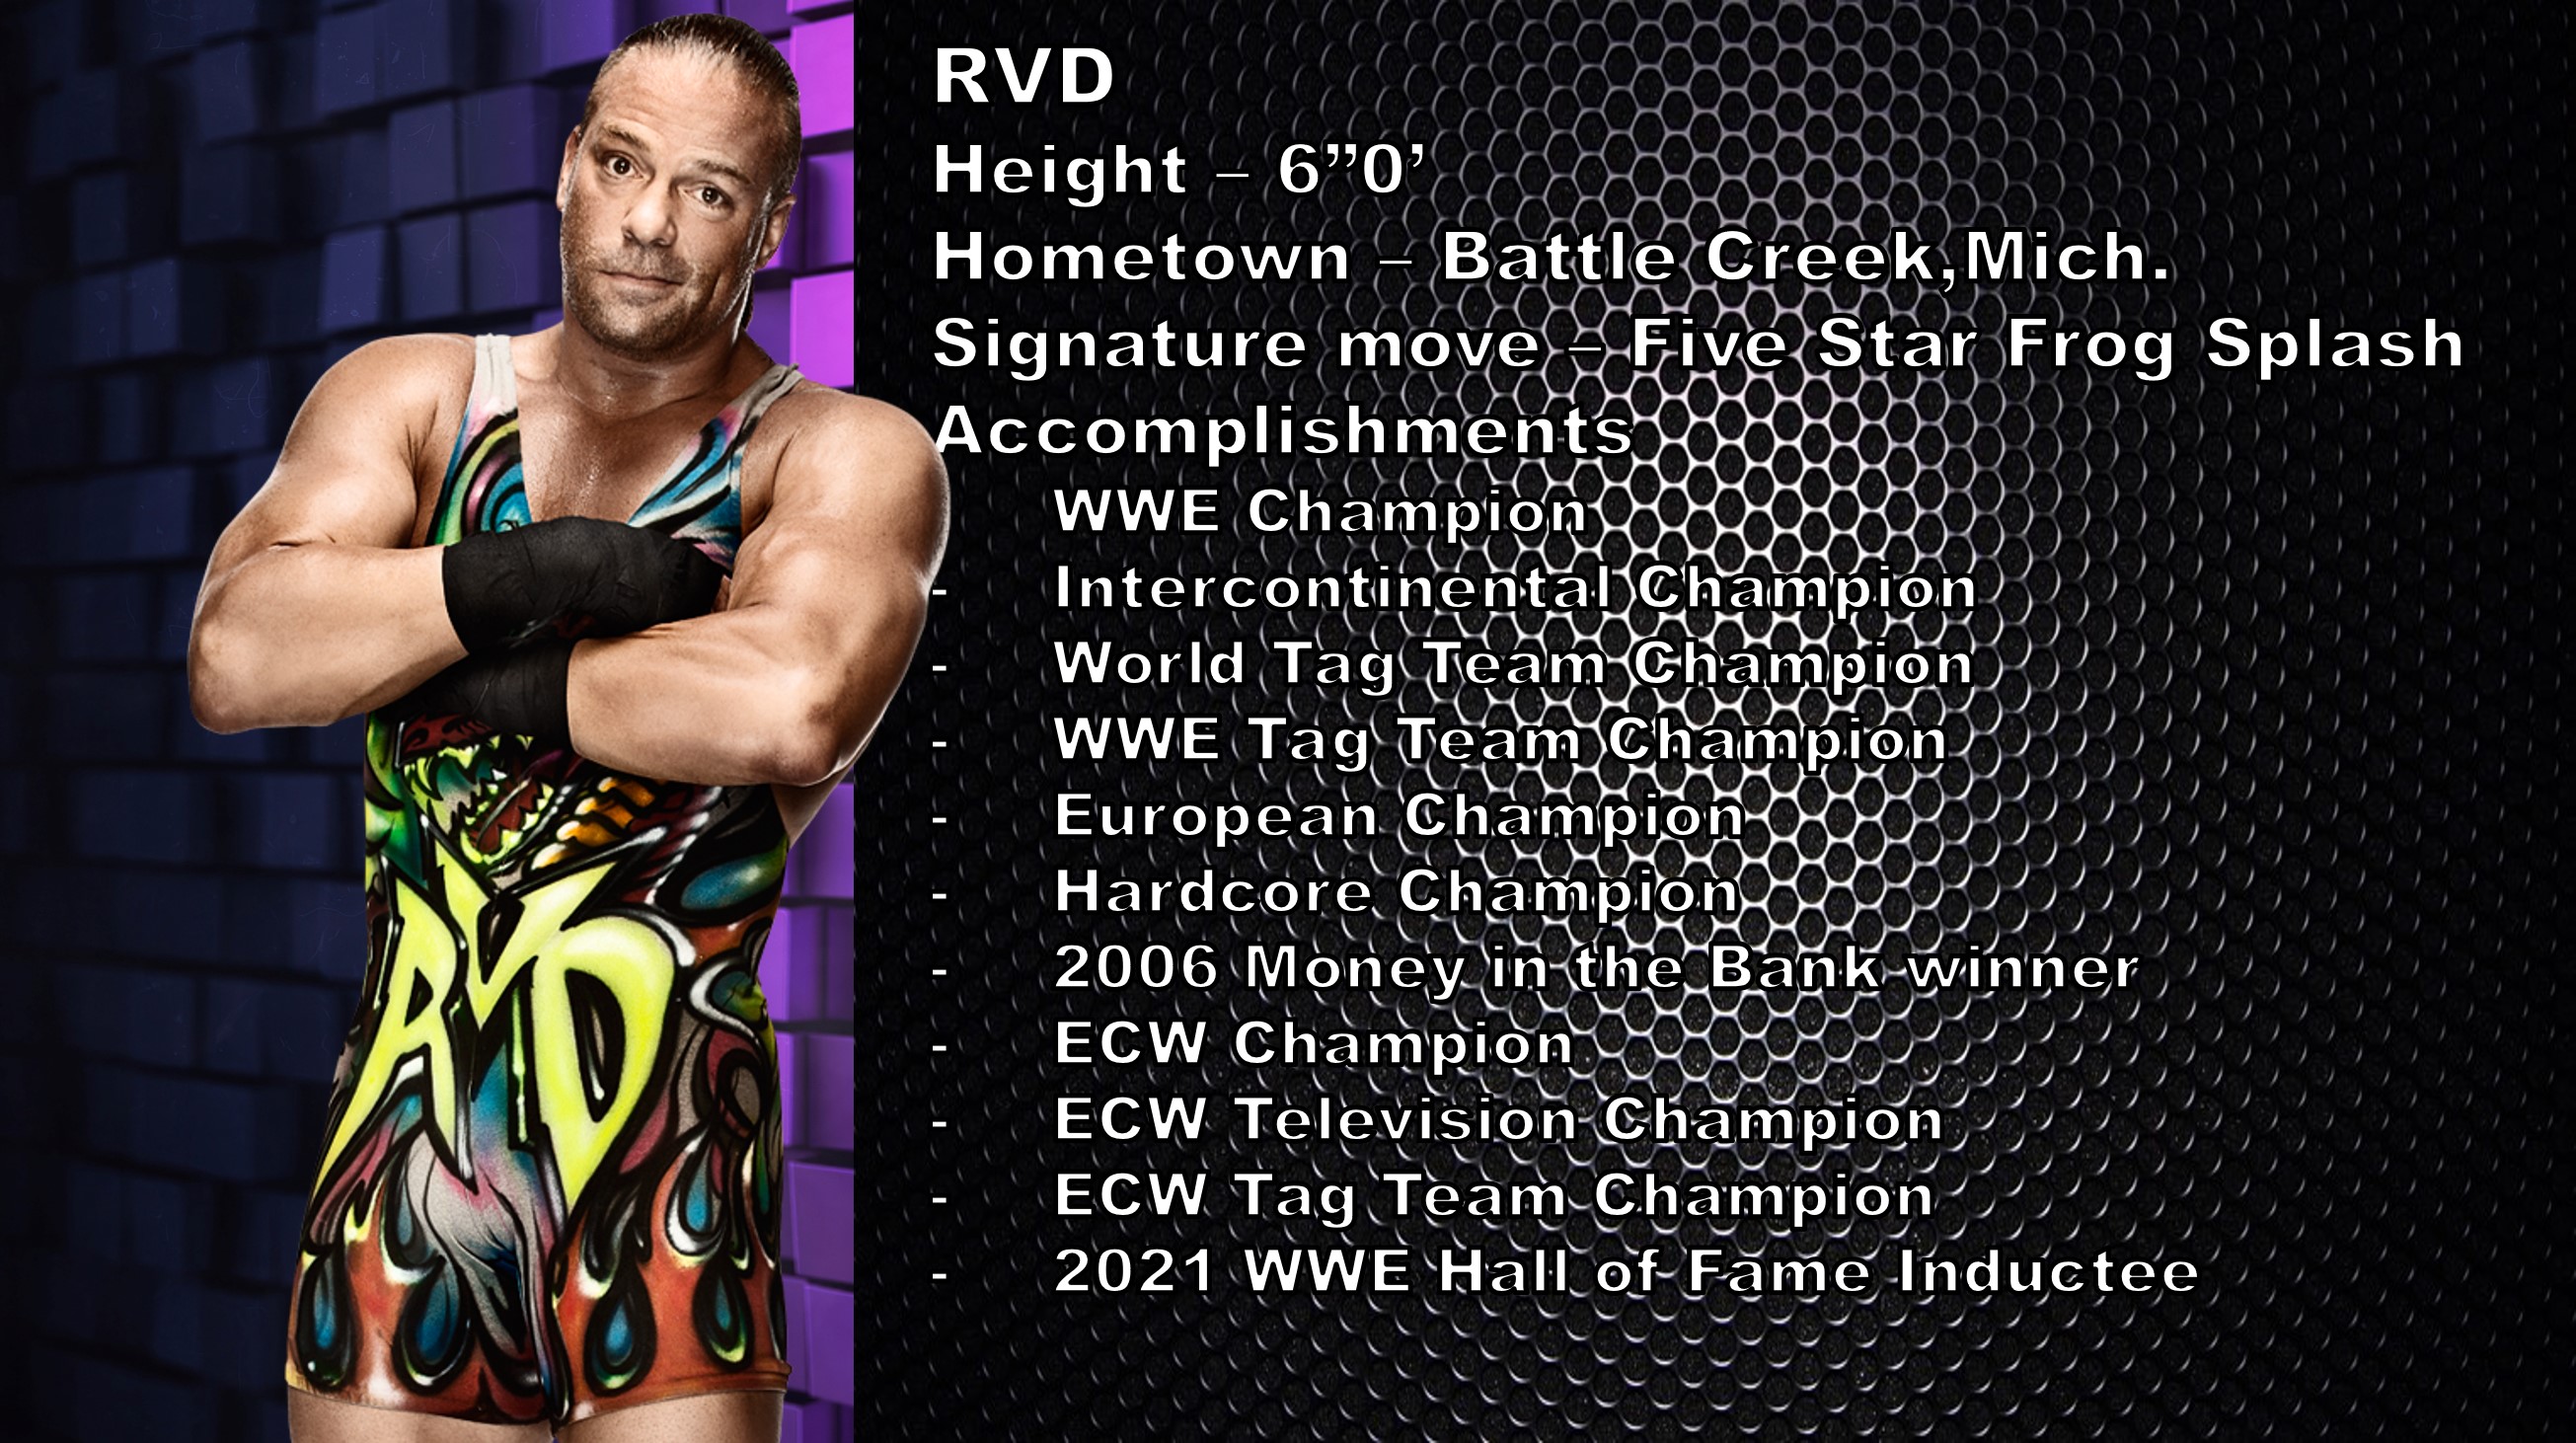 RVD
Height – 6”0’
Hometown – Battle Creek,Mich.
Signature move – Five Star Frog Splash
Accomplishments
WWE Champion
- Intercontinental Champion
- World Tag Team Champion
- WWE Tag Team Champion
- European Champion
- Hardcore Champion
- 2006 Money in the Bank winner
- ECW Champion
- ECW Television Champion
- ECW Tag Team Champion
- 2021 WWE Hall of Fame Inductee
RVD